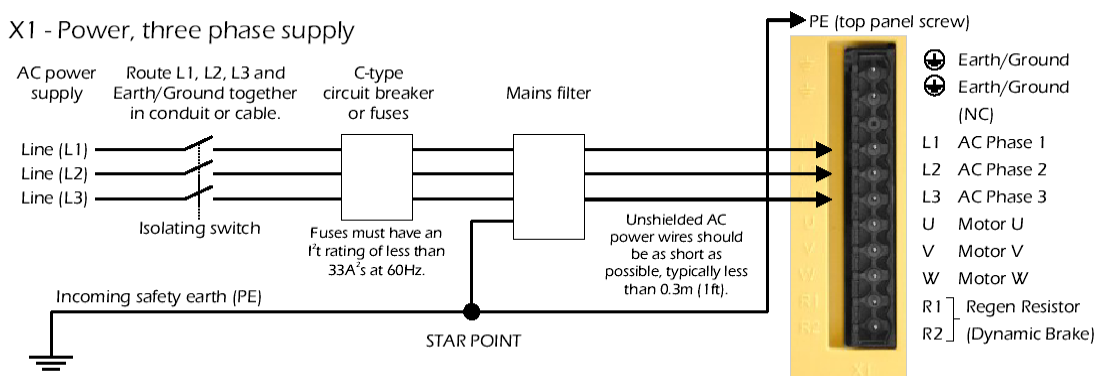 X1 - Power, three phase supply
PE (top panel screw)
AC power
supply
Route L1, L2, L3 and
Earth/Ground together
in conduit or cable.
C-type
circuit breaker
or fuses
Mains filter
Line (L1)
Line (L2)
Line (L3)
Isolating switch
Fuses must have an
I²t rating of less than
33A²s at 60Hz.
Unshielded AC
power wires should
be as short as
possible, typically less
than 0.3m (1ft).
Incoming safety earth (PE)
STAR POINT
Earth/Ground
Earth/Ground
(NC)
L1 AC Phase 1
L2 AC Phase 2
L3 AC Phase 3
U Motor U
V Motor V
W Motor W
R1 Regen Resistor
R2 (Dynamic Brake)
U
V
W
R1
R2
X1